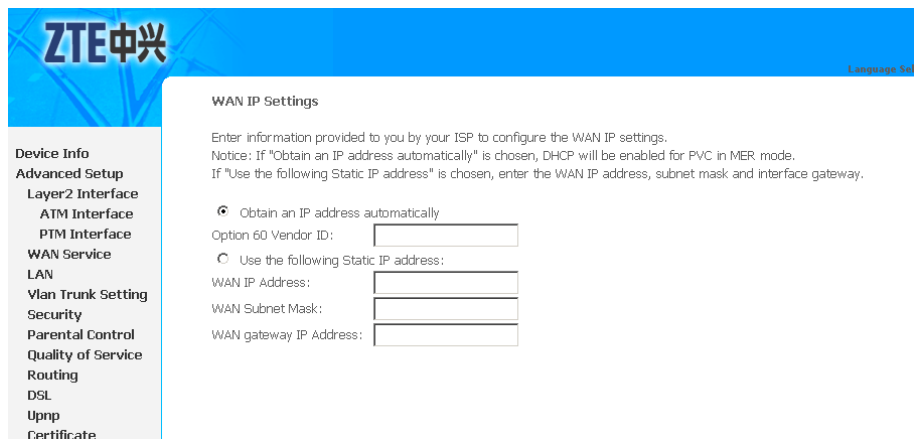 ZTE中兴
Language Sel
WAN IP Settings
Enter information provided to you by your ISP to configure the WAN IP settings.
Notice: If "Obtain an IP address automatically" is chosen, DHCP will be enabled for PVC in MER mode.
If "Use the following Static IP address" is chosen, enter the WAN IP address, subnet mask and interface gateway.
Obtain an IP address automatically
Option 60 Vendor ID:
Use the following Static IP address:
WAN IP Address:
WAN Subnet Mask:
WAN gateway IP Address:
Device Info
Advanced Setup
Layer2 Interface
ATM Interface
PTM Interface
WAN Service
LAN
Vlan Trunk Setting
Security
Parental Control
Quality of Service
Routing
DSL
Upnp
Certificate